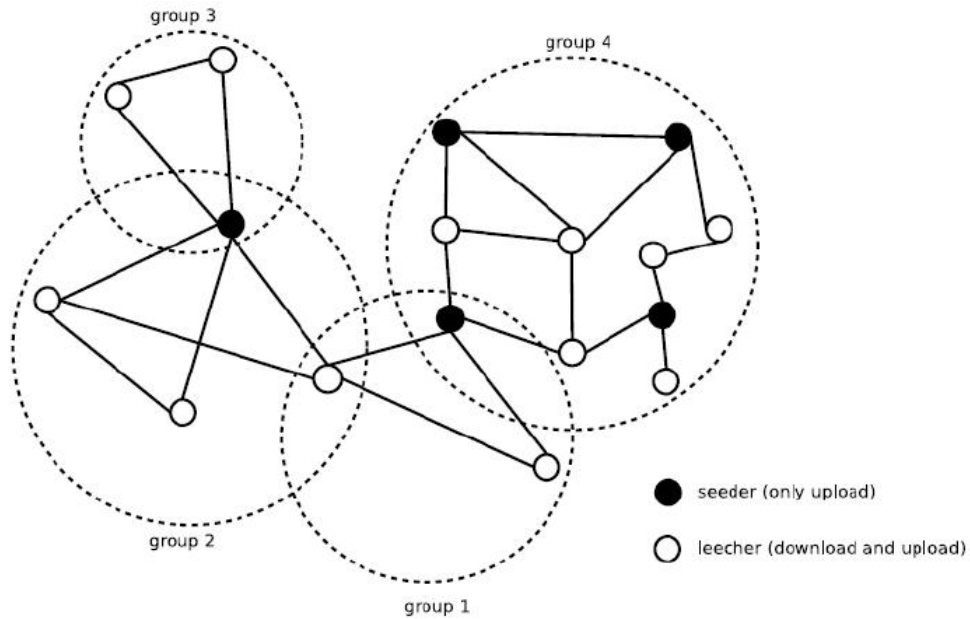 group 3
group 4
group 2
group 1
seeder (only upload)
leecher (download and upload)